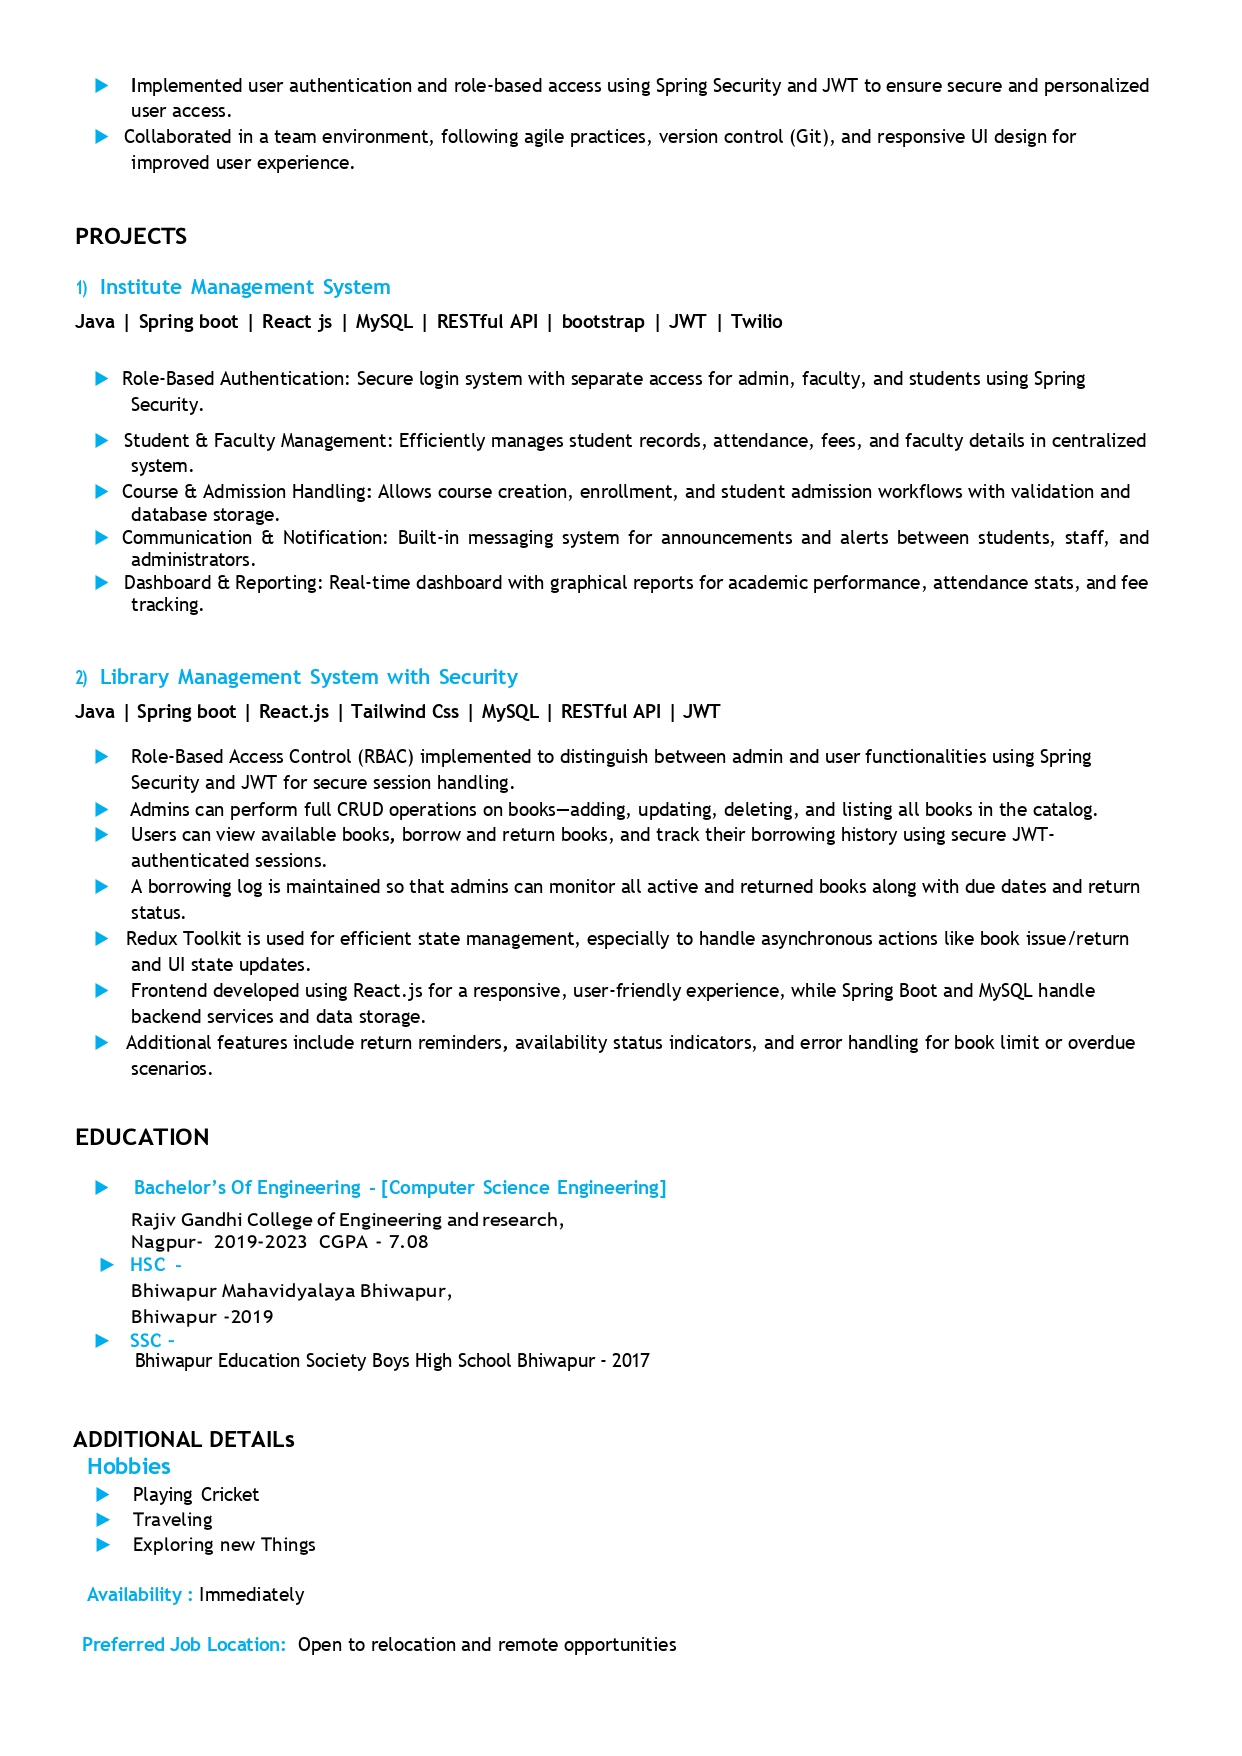 ▶ Implemented user authentication and role-based access using Spring Security and JWT to ensure secure and personalized
user access.
▶ Collaborated in a team environment, following agile practices, version control (Git), and responsive UI design for
improved user experience.
PROJECTS
1) Institute Management System
Java | Spring boot | React js | MySQL | RESTful API | bootstrap | JWT | Twilio
▶ Role-Based Authentication: Secure login system with separate access for admin, faculty, and students using Spring
Security.
▶ Student & Faculty Management: Efficiently manages student records, attendance, fees, and faculty details in centralized
system.
▶ Course & Admission Handling: Allows course creation, enrollment, and student admission workflows with validation and
database storage.
▶ Communication & Notification: Built-in messaging system for announcements and alerts between students, staff, and
administrators.
▶ Dashboard & Reporting: Real-time dashboard with graphical reports for academic performance, attendance stats, and fee
tracking.
2) Library Management System with Security
Java | Spring boot | React.js | Tailwind Css | MySQL | RESTful API | JWT
▶ Role-Based Access Control (RBAC) implemented to distinguish between admin and user functionalities using Spring
Security and JWT for secure session handling.
▶ Admins can perform full CRUD operations on books—adding, updating, deleting, and listing all books in the catalog.
▶ Users can view available books, borrow and return books, and track their borrowing history using secure JWT-
authenticated sessions.
▶ A borrowing log is maintained so that admins can monitor all active and returned books along with due dates and return
status.
▶ Redux Toolkit is used for efficient state management, especially to handle asynchronous actions like book issue/return
and UI state updates.
▶ Frontend developed using React.js for a responsive, user-friendly experience, while Spring Boot and MySQL handle
backend services and data storage.
▶ Additional features include return reminders, availability status indicators, and error handling for book limit or overdue
scenarios.
EDUCATION
▶ Bachelor’s Of Engineering - [Computer Science Engineering]
Rajiv Gandhi College of Engineering and research,
Nagpur- 2019-2023 CGPA - 7.08
▶ HSC -
Bhiwapur Mahavidyalaya Bhiwapur,
Bhiwapur -2019
▶ SSC –
Bhiwapur Education Society Boys High School Bhiwapur - 2017
ADDITIONAL DETAILs
Hobbies
▶ Playing Cricket
▶ Traveling
▶ Exploring new Things
Availability : Immediately
Preferred Job Location: Open to relocation and remote opportunities